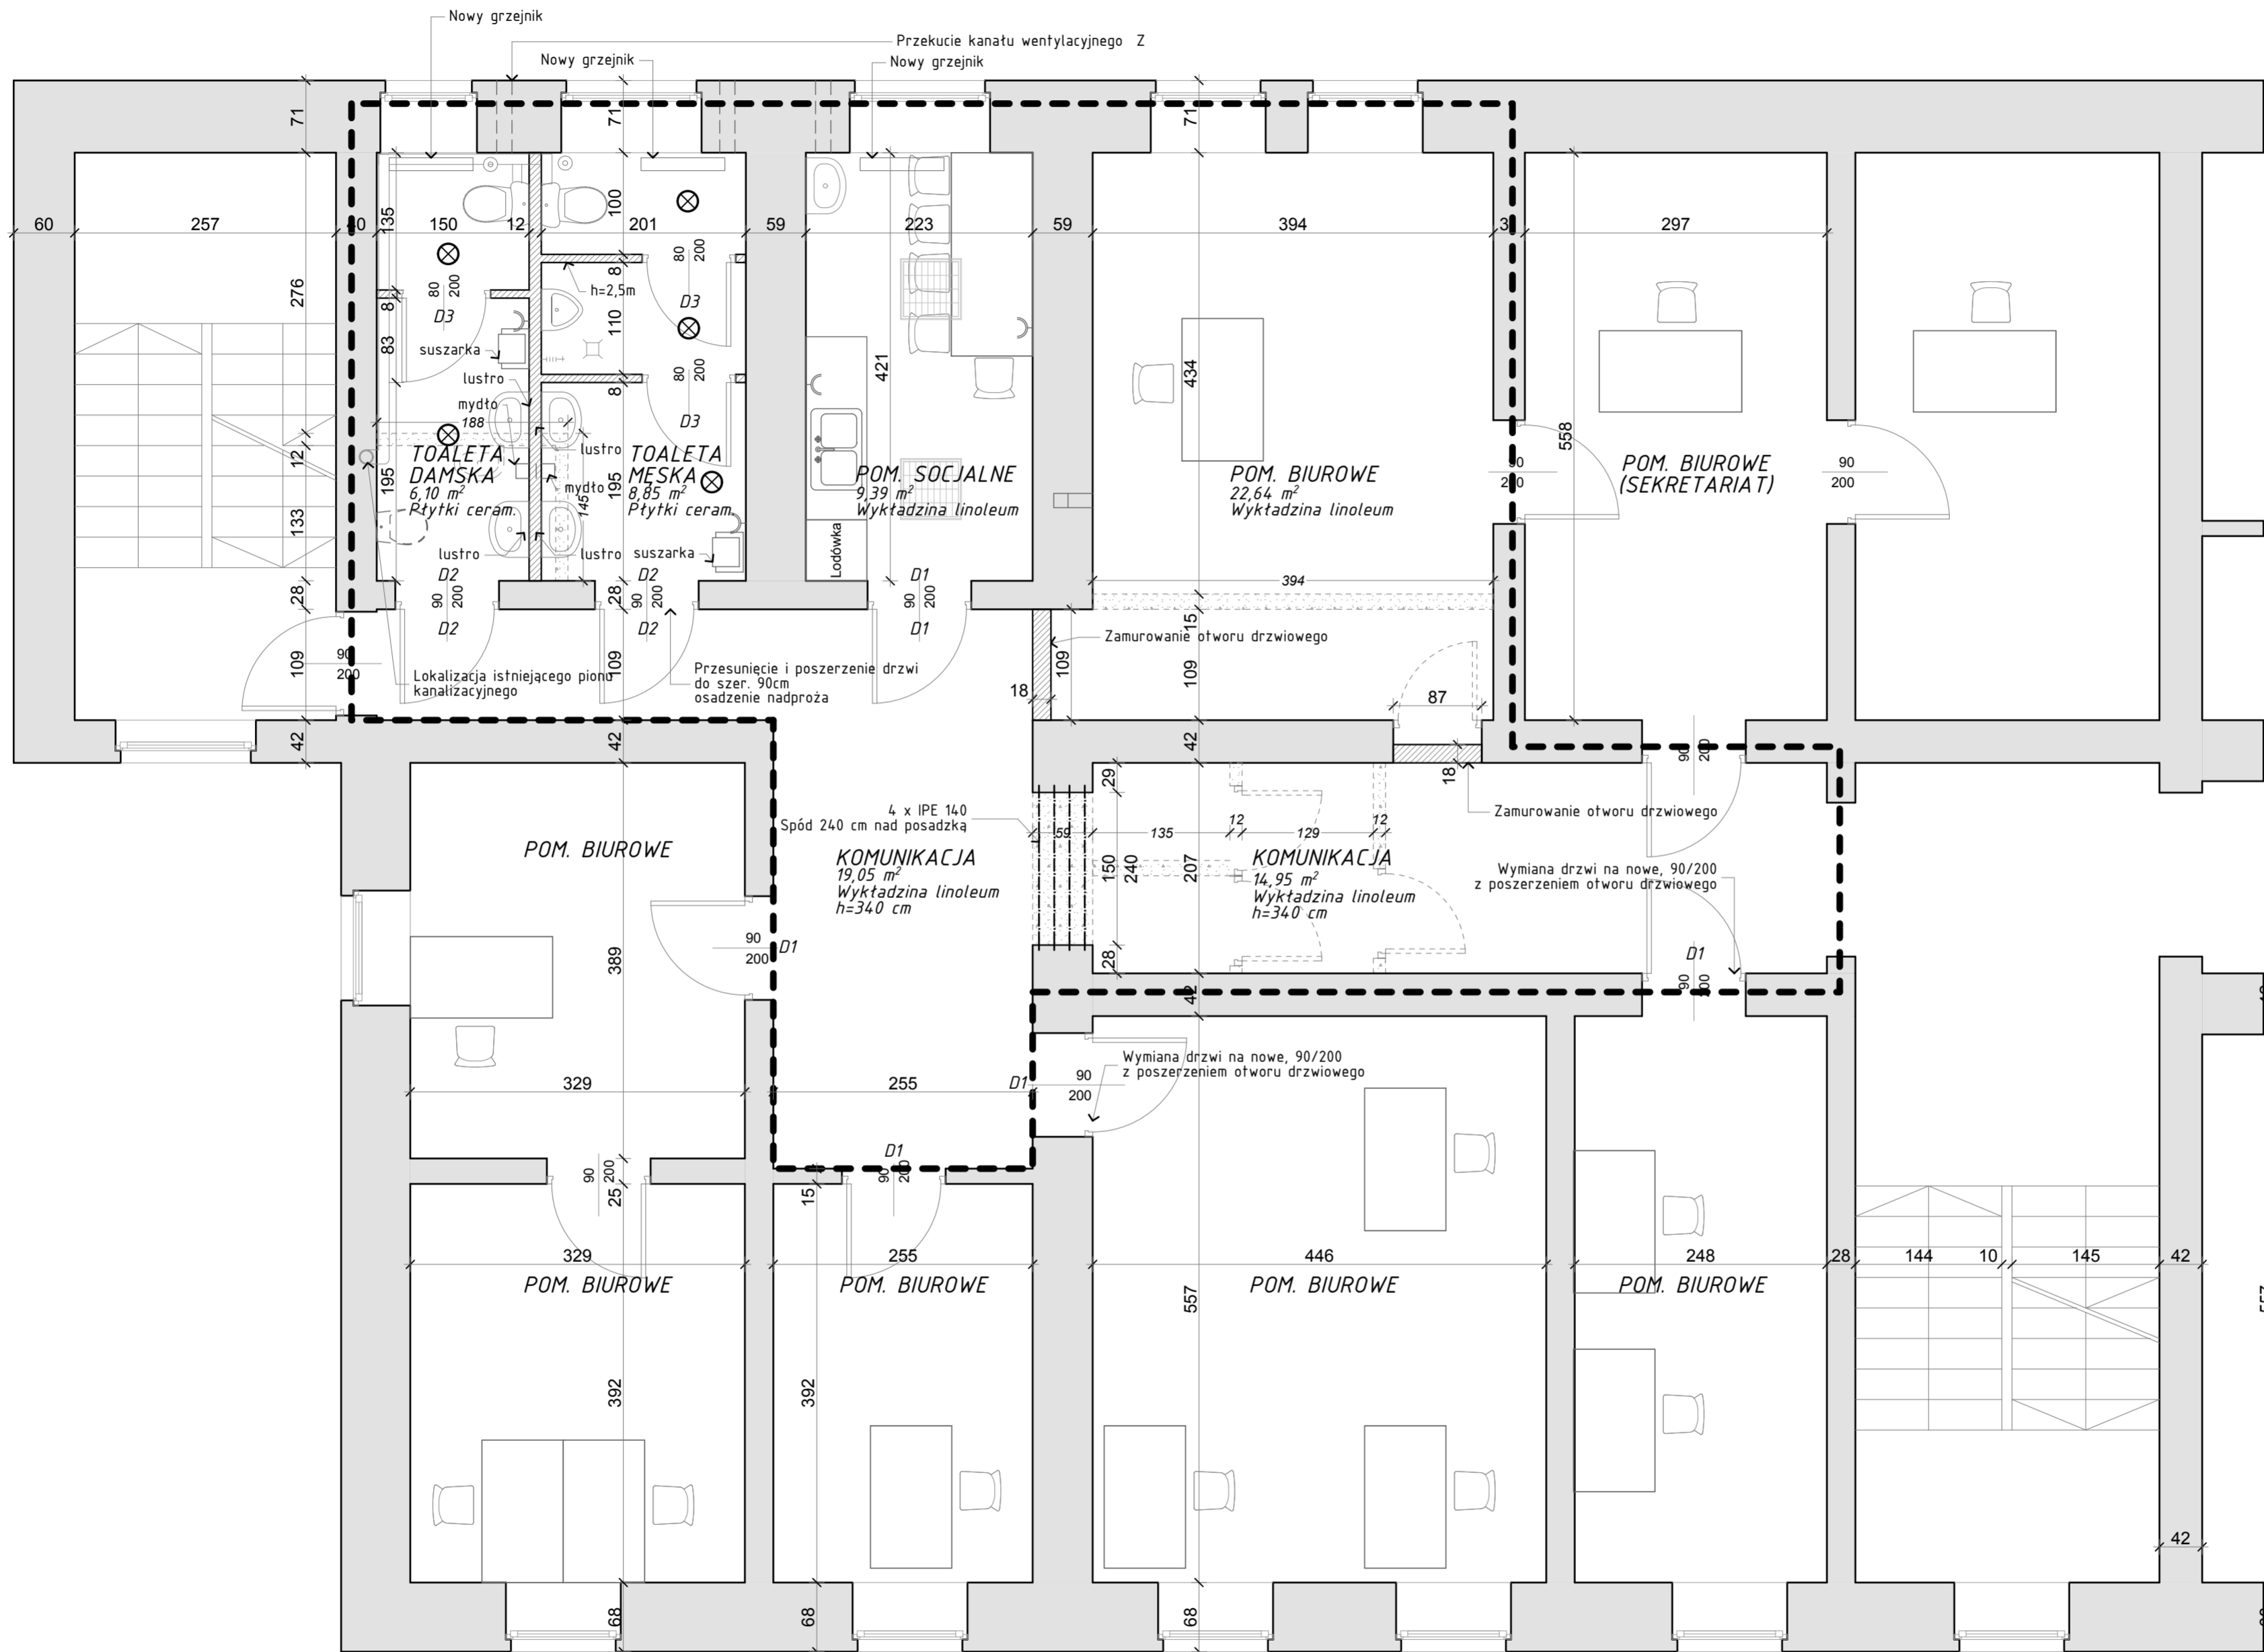 Nowy grzejnik
Przekucie kanału wentylacyjnego Z
Nowy grzejnik
Nowy grzejnik
71
71
71
60
257
135
150
12
100
201
59
223
59
394
297
80
200
80
200
276
8
D3
8
h=2,5m
D3
110
83
suszarka
lustro
80
200
8
D3
mydło
188
421
434
558
12
195
TOALETA
DAMSKA
6,10 m²
Płytki ceram.
lustro
mydło
145
TOALETA
MĘSKA
8,85 m²
Płytki ceram.
195
POM. SOCJALNE
9,39 m²
Wykładzina linoleum
POM. BIUROWE
22,64 m²
Wykładzina linoleum
90
200
POM. BIUROWE
(SEKRETARIAT)
90
200
133
lustro
lustro
suszarka
Lodówka
28
D2
90
200
D2
28
D2
90
200
D2
D1
90
200
D1
394
15
109
90
200
Lokalizacja istniejącego pionu
kanalizacyjnego
109
Przesunięcie i poszerzenie drzwi
do szer. 90cm
osadzenie nadproża
18
109
Zamurowanie otworu drzwiowego
109
87
42
42
42
90
200
18
29
4 x IPE 140
Spód 240 cm nad posadzką
Zamurowanie otworu drzwiowego
59
135
12
129
12
POM. BIUROWE
KOMUNIKACJA
19,05 m²
Wykładzina linoleum
h=340 cm
150
240
207
KOMUNIKACJA
14,95 m²
Wykładzina linoleum
h=340 cm
Wymiana drzwi na nowe, 90/200
z poszerzeniem otworu drzwiowego
389
90
200
D1
28
D1
90
200
42
Wymiana drzwi na nowe, 90/200
z poszerzeniem otworu drzwiowego
329
255
D1
90
200
D1
90
200
25
15
90
200
329
255
446
248
28
144
10
145
42
POM. BIUROWE
POM. BIUROWE
POM. BIUROWE
POM. BIUROWE
557
557
392
392
42
68
68
68